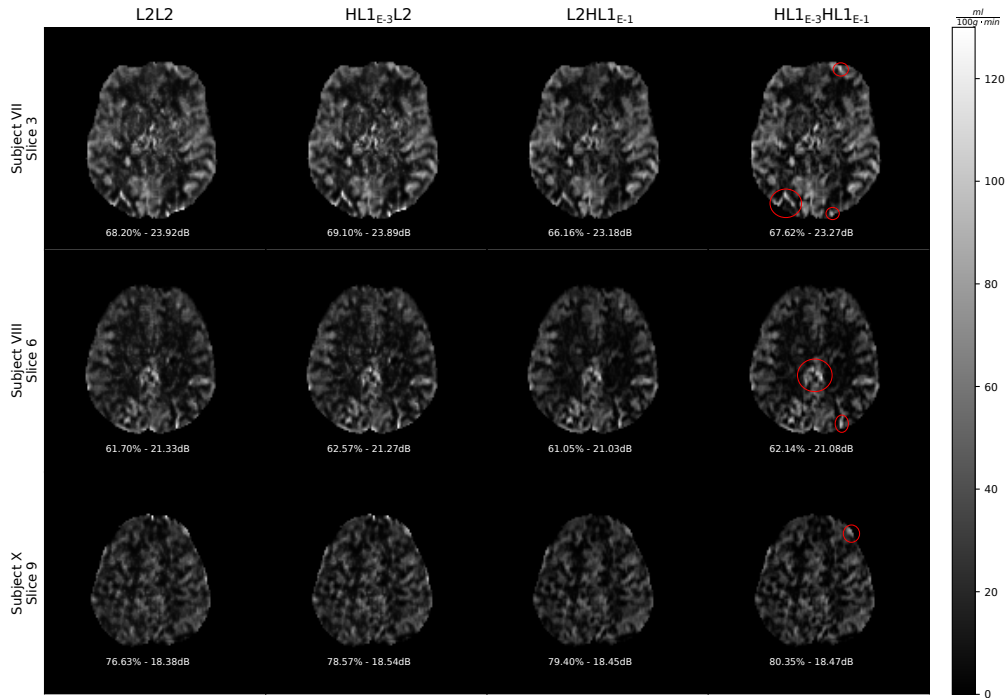 L2L2 HL1E-3L2 L2HL1E-1 HL1E-3HL1E-1
ml
100g·min
Subject VII
Slice 3
68.20% - 23.92dB 69.10% - 23.89dB 66.16% - 23.18dB 67.62% - 23.27dB
Subject VIII
Slice 6
61.70% - 21.33dB 62.57% - 21.27dB 61.05% - 21.03dB 62.14% - 21.08dB
Subject X
Slice 9
76.63% - 18.38dB 78.57% - 18.54dB 79.40% - 18.45dB 80.35% - 18.47dB
120
100
80
60
40
20
0